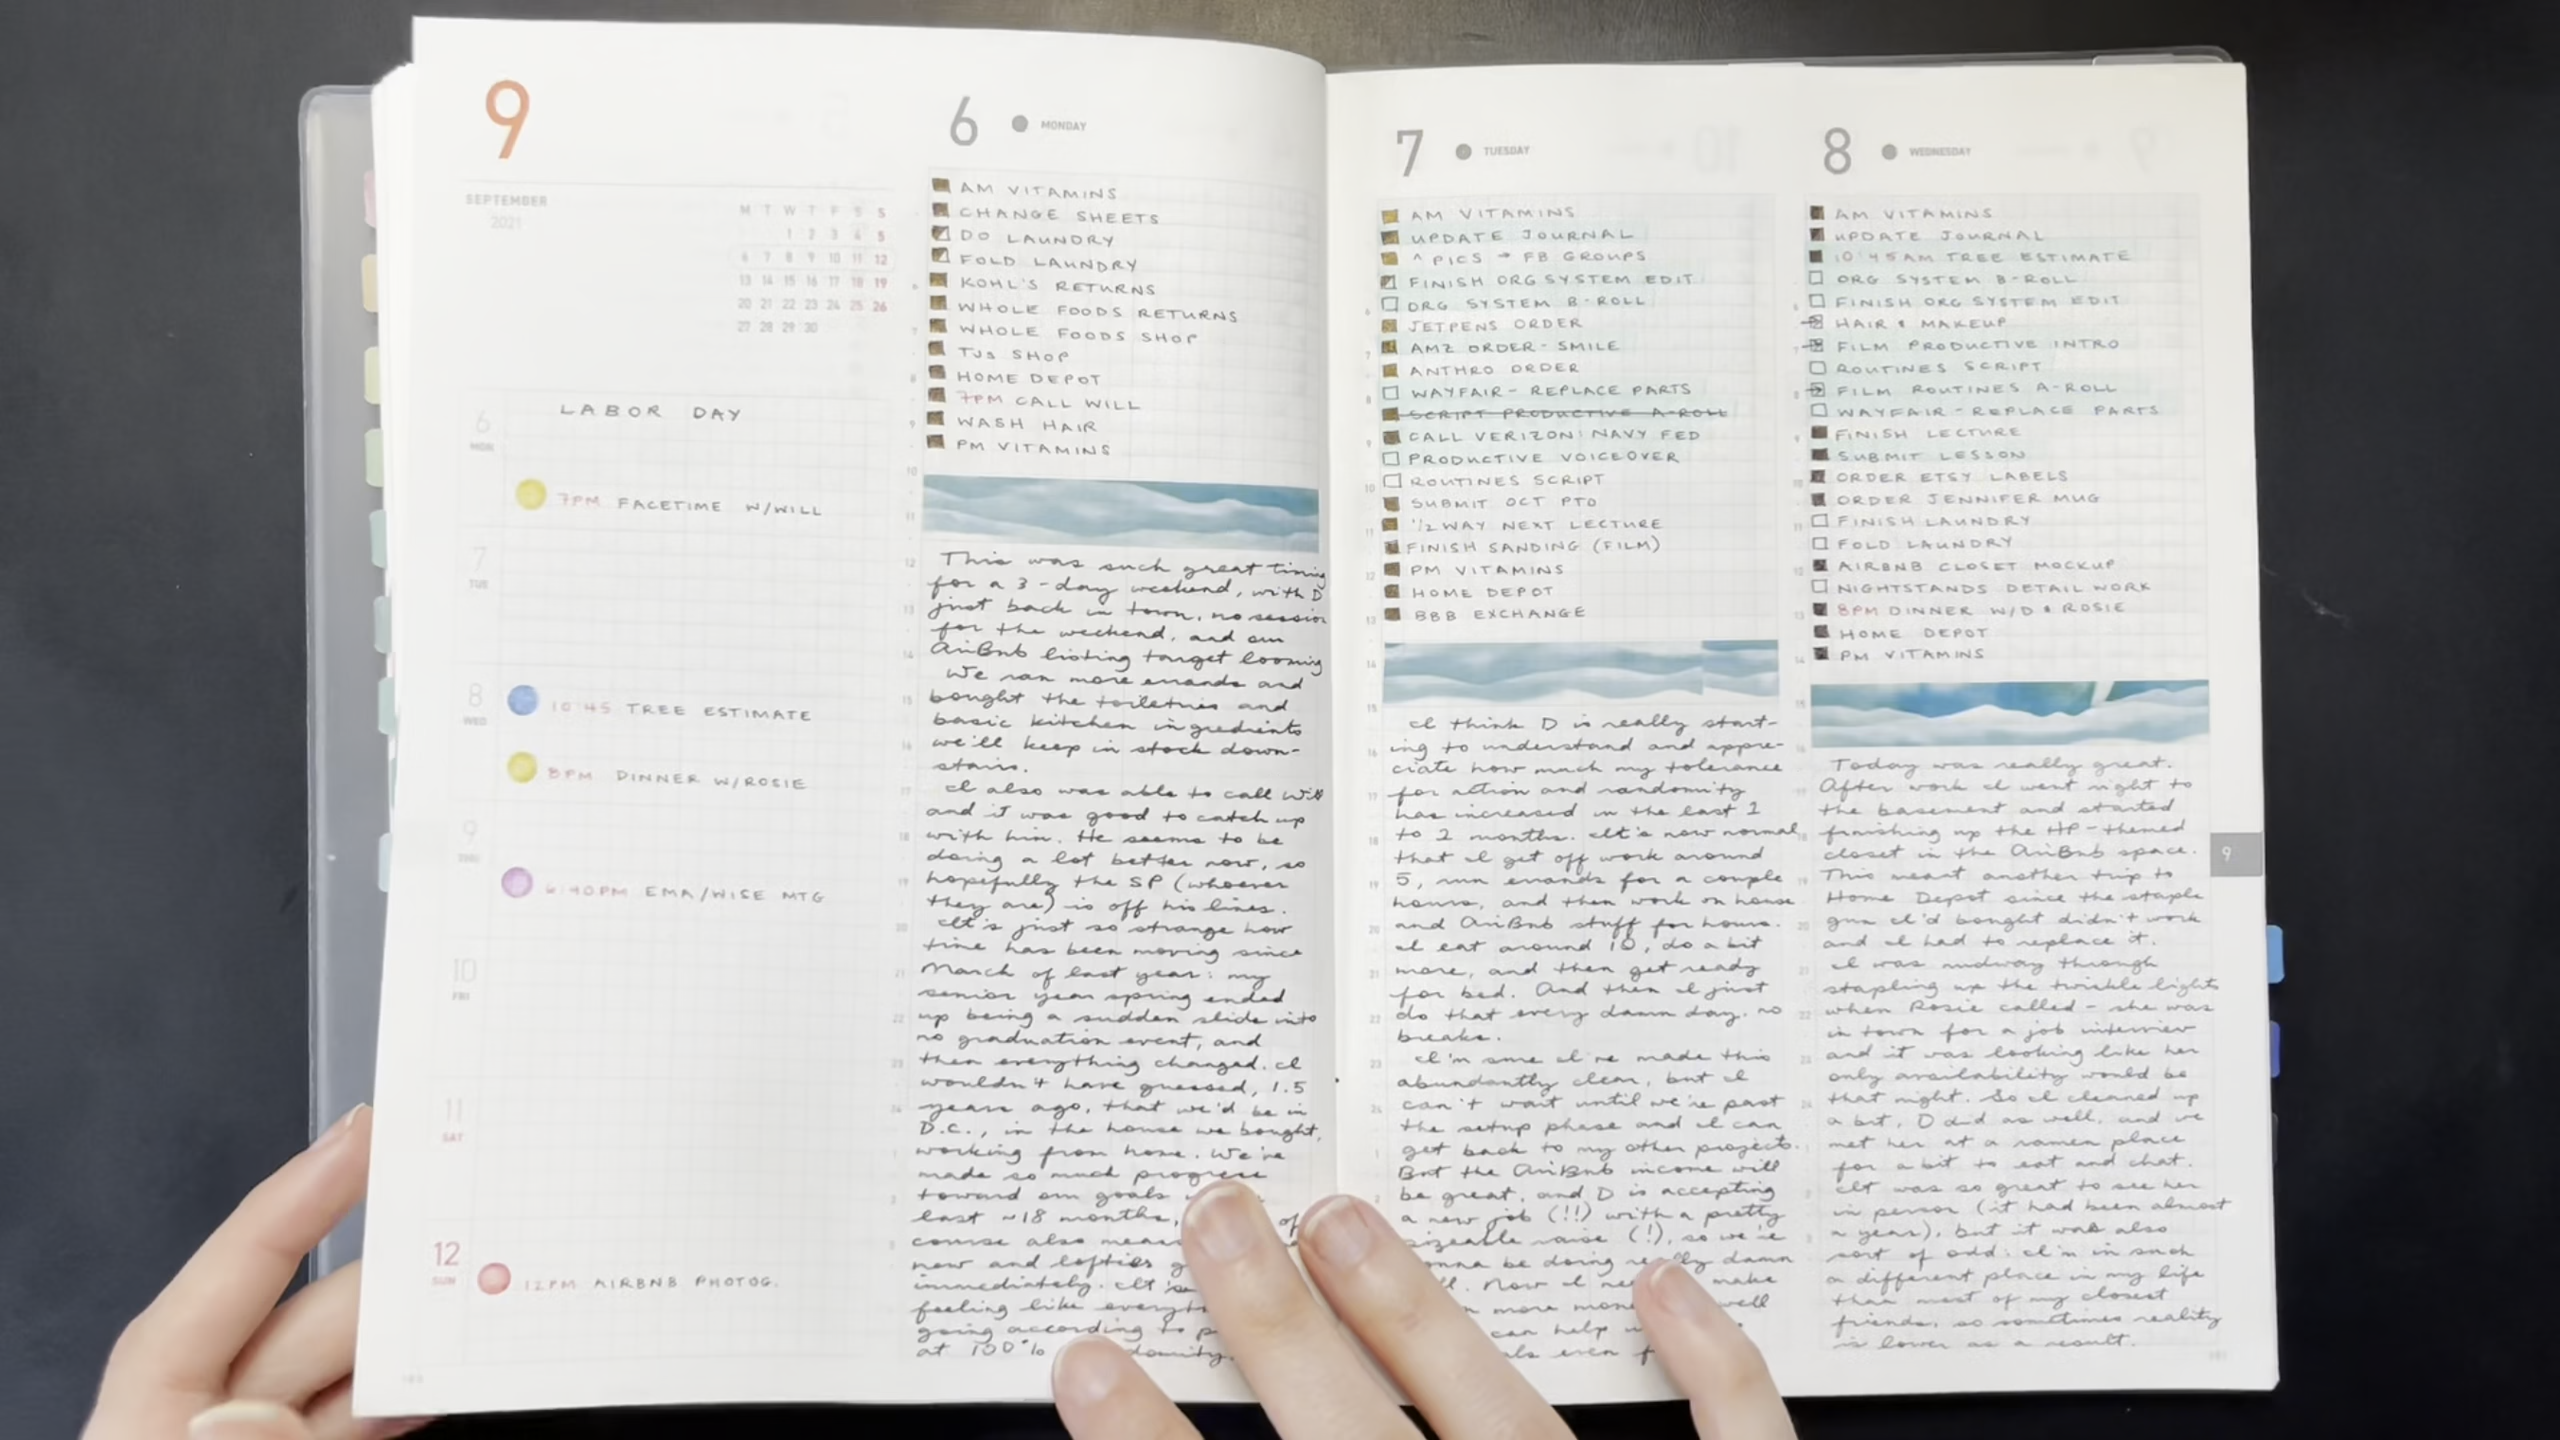 9
SEPTEMBER
2021
M T W T F S S
1 2 3 4 5
6 7 8 9 10 11 12
13 14 15 16 17 18 19
20 21 22 23 24 25 26
27 28 29 30
6
MON
LABOR DAY
7PM FACETIME W/WILL
7
TUE
8
WED
10:45 TREE ESTIMATE
8PM DINNER W/ROSIE
9
THU
6:40PM EMA/WISE MTG
10
FRI
11
SAT
12
SUN
12PM AIRBNB PHOTOG.
6 MONDAY
AM VITAMINS
CHANGE SHEETS
DO LAUNDRY
FOLD LAUNDRY
KOHL'S RETURNS
WHOLE FOODS RETURNS
WHOLE FOODS SHOP
TJs SHOP
HOME DEPOT
7PM CALL WILL
WASH HAIR
PM VITAMINS
This was such great timing
for a 3-day weekend, with D
just back in town, no session
for the weekend, and our
AirBnb listing target looming
We ran more errands and
bought the toiletries and
basic kitchen ingredients
we'll keep in stock down-
stairs.
I also was able to call Will
and it was good to catch up
with him. He seems to be
doing a lot better now, so
hopefully the SP (whoever
they are) is off his lines.
It's just so strange how
time has been moving since
March of last year: my
senior year spring ended
up being a sudden slide into
no graduation event, and
then everything changed. I
wouldn't have guessed, 1.5
years ago, that we'd be in
D.C., in the house we bought,
working from home. We've
made so much progress
toward our goals
last ~18 months, of
course also
new and loftier
immediately. It
feeling like
going according to
at 100%
7 TUESDAY
AM VITAMINS
UPDATE JOURNAL
^ PICS → FB GROUPS
FINISH ORG SYSTEM EDIT
ORG SYSTEM B-ROLL
JETPENS ORDER
AMZ ORDER - SMILE
ANTHRO ORDER
WAYFAIR - REPLACE PARTS
SCRIPT PRODUCTIVE A-ROLL
CALL VERIZON: NAVY FED
PRODUCTIVE VOICEOVER
ROUTINES SCRIPT
SUBMIT OCT PTO
1/2 WAY NEXT LECTURE
FINISH SANDING (FILM)
PM VITAMINS
HOME DEPOT
BBB EXCHANGE
I think D is really start-
ing to understand and appre-
ciate how much my tolerance
for action and randomity
has increased in the last 1
to 2 months. It's now normal
that I get off work around
5, run errands for a couple
hours, and then work on house
and AirBnb stuff for hours.
I eat around 10, do a bit
more, and then get ready
for bed. And then I just
do that every damn day. no
breaks.
I'm sure I've made this
abundantly clear, but I
can't wait until we're past
the setup phase and I can
get back to my other projects.
But the AirBnb income will
be great, and D is accepting
a new job (!!) with a pretty
sizeable raise (!), so we're
gonna be doing really damn
Now I make
more well
can help
even
8 WEDNESDAY
AM VITAMINS
UPDATE JOURNAL
10:45AM TREE ESTIMATE
ORG SYSTEM B-ROLL
FINISH ORG SYSTEM EDIT
HAIR & MAKEUP
FILM PRODUCTIVE INTRO
ROUTINES SCRIPT
FILM ROUTINES A-ROLL
WAYFAIR - REPLACE PARTS
FINISH LECTURE
SUBMIT LESSON
ORDER ETSY LABELS
ORDER JENNIFER MUG
FINISH LAUNDRY
FOLD LAUNDRY
AIRBNB CLOSET MOCKUP
NIGHTSTANDS DETAIL WORK
8PM DINNER W/D & ROSIE
HOME DEPOT
PM VITAMINS
Today was really great.
After work I went right to
the basement and started
finishing up the HP-themed
closet in the AirBnb space.
This meant another trip to
Home Depot since the staple
gun I'd bought didn't work
and I had to replace it.
I was midway through
stapling up the twinkle lights
when Rosie called - she was
in town for a job interview
and it was looking like her
only availability would be
that night. So I cleaned up
a bit, D did as well, and we
met her at a ramen place
for a bit to eat and chat.
It was so great to see her
in person (it had been almost
a year), but it was also
sort of odd: I'm in such
a different place in my life
than most of my closest
friends, so sometimes reality
is lower as a result.
9